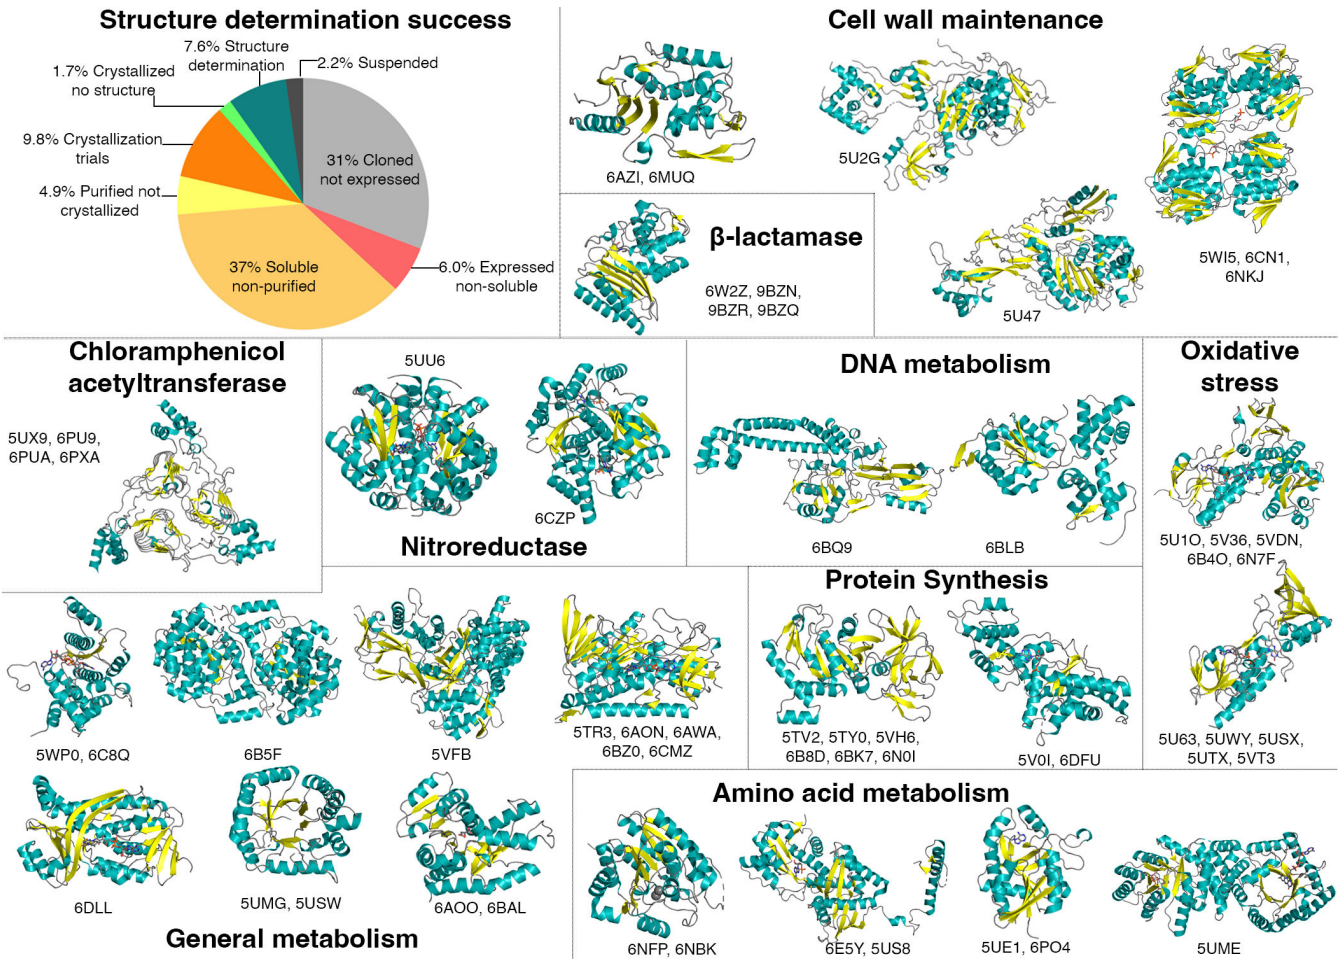 Structure determination success
7.6% Structure
determination
2.2% Suspended
1.7% Crystallized
no structure
9.8% Crystallization
trials
31% Cloned
not expressed
4.9% Purified not
crystallized
37% Soluble
non-purified
6.0% Expressed
non-soluble
Cell wall maintenance
6AZI, 6MUQ
5U2G
5WI5, 6CN1,
6NKJ
5U47
β-lactamase
6W2Z, 9BZN,
9BZR, 9BZQ
Chloramphenicol
acetyltransferase
5UX9, 6PU9,
6PUA, 6PXA
5UU6
6CZP
Nitroreductase
DNA metabolism
6BQ9
6BLB
Oxidative
stress
5U1O, 5V36, 5VDN,
6B4O, 6N7F
5U63, 5UWY, 5USX,
5UTX, 5VT3
Protein Synthesis
5TV2, 5TY0, 5VH6,
6B8D, 6BK7, 6N0I
5V0I, 6DFU
5WP0, 6C8Q
6B5F
5VFB
5TR3, 6AON, 6AWA,
6BZ0, 6CMZ
6DLL
5UMG, 5USW
6AOO, 6BAL
General metabolism
Amino acid metabolism
6NFP, 6NBK
6E5Y, 5US8
5UE1, 6PO4
5UME